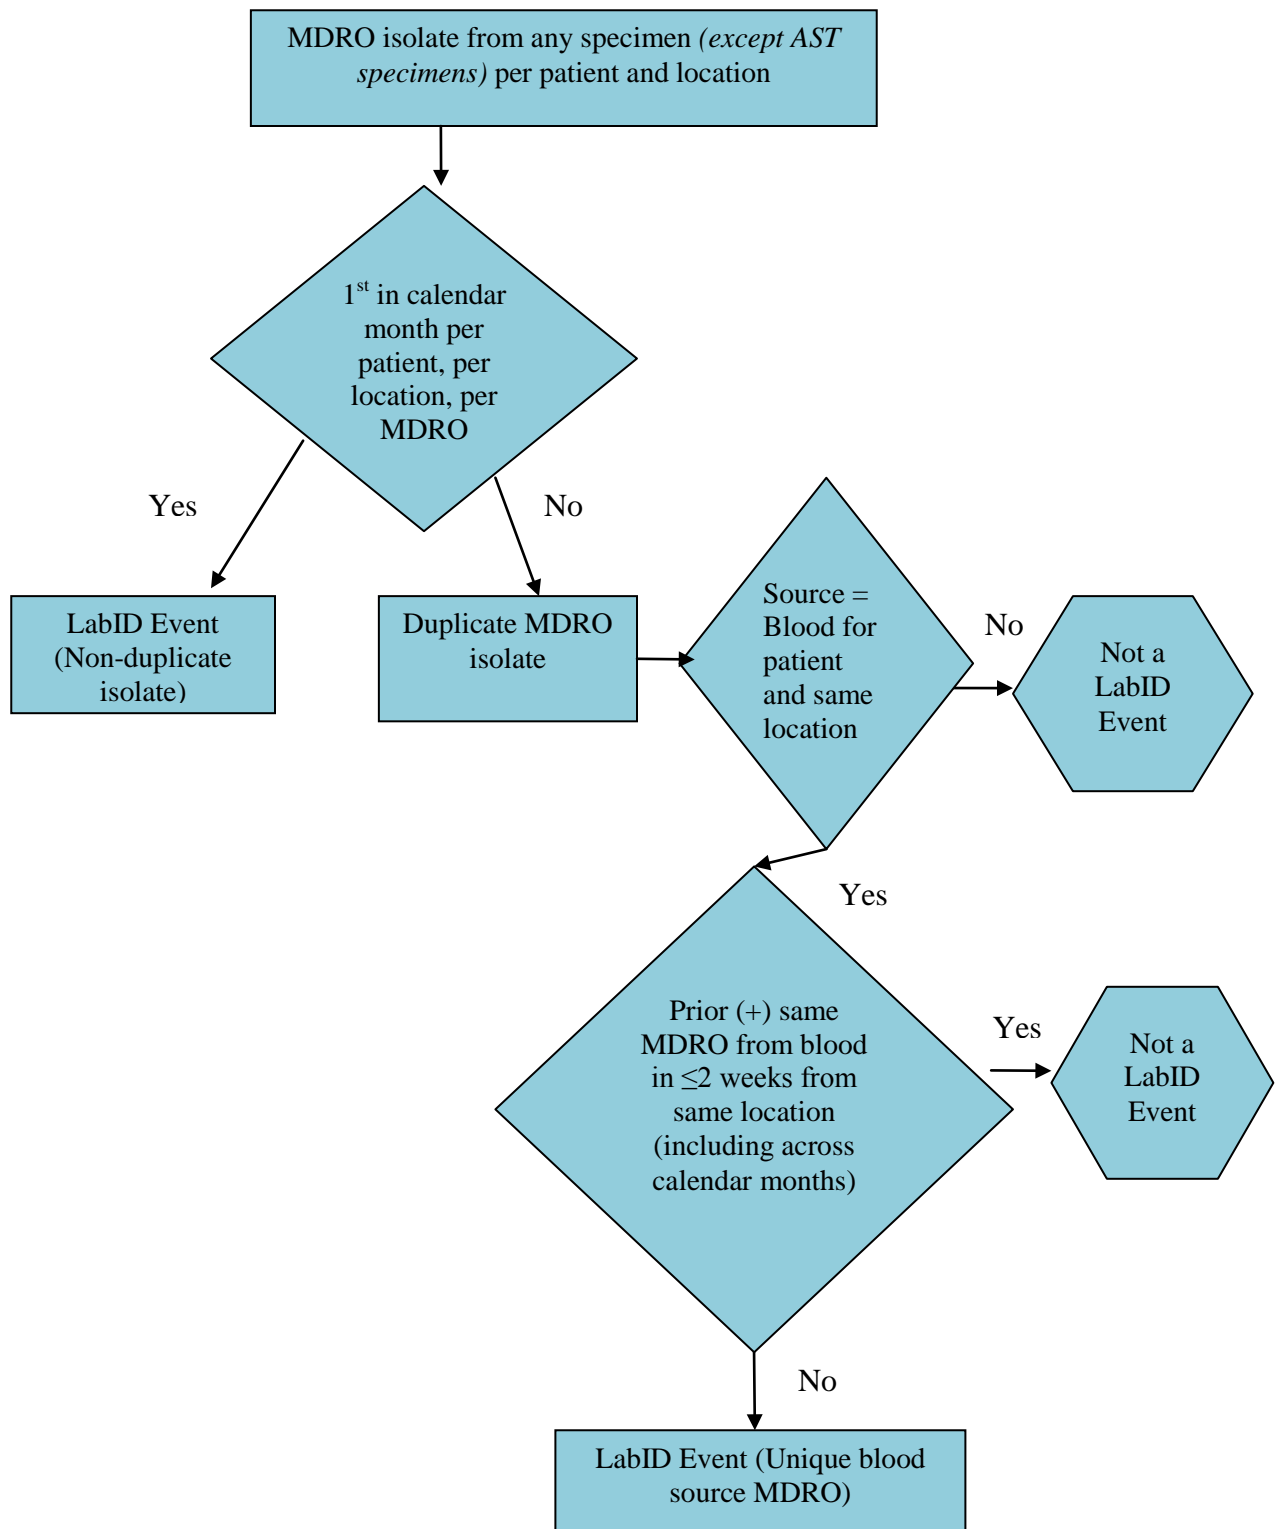 MDRO isolate from any specimen (except AST
specimens) per patient and location
1st in calendar
month per
patient, per
location, per
MDRO
Yes
No
LabID Event
(Non-duplicate
isolate)
Duplicate MDRO
isolate
Source =
Blood for
patient
and same
location
No
Not a
LabID
Event
Yes
Prior (+) same
MDRO from blood
in ≤2 weeks from
same location
(including across
calendar months)
Yes
Not a
LabID
Event
No
LabID Event (Unique blood
source MDRO)